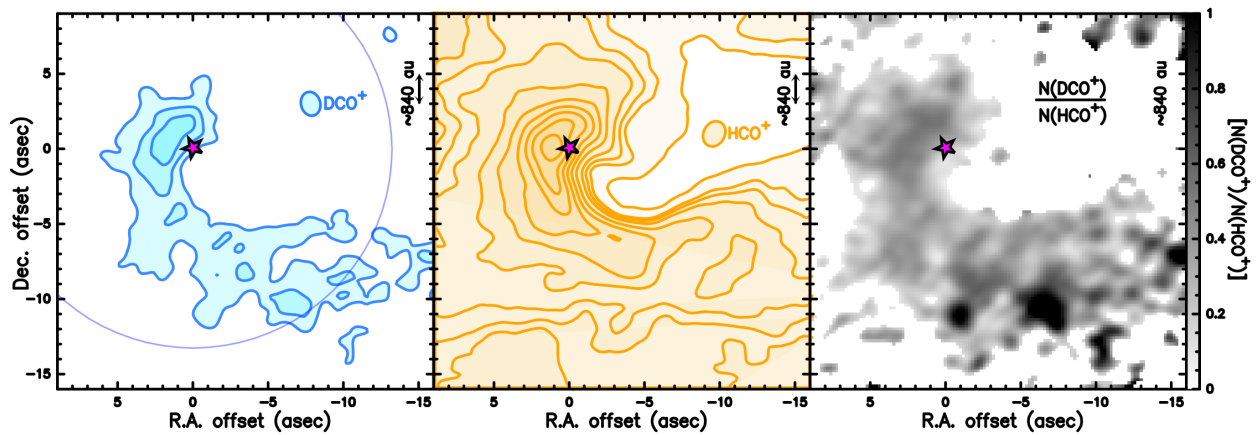 Dec. offset (asec)
5
0
−5
−10
−15
5
0
−5
−10
−15
R.A. offset (asec)
DCO⁺
~840 au
5
0
−5
−10
−15
R.A. offset (asec)
HCO⁺
~840 au
5
0
−5
−10
−15
R.A. offset (asec)
N(DCO⁺)
N(HCO⁺)
~840 au
1
0.8
0.6
0.4
0.2
0
[N(DCO⁺)/N(HCO⁺)]